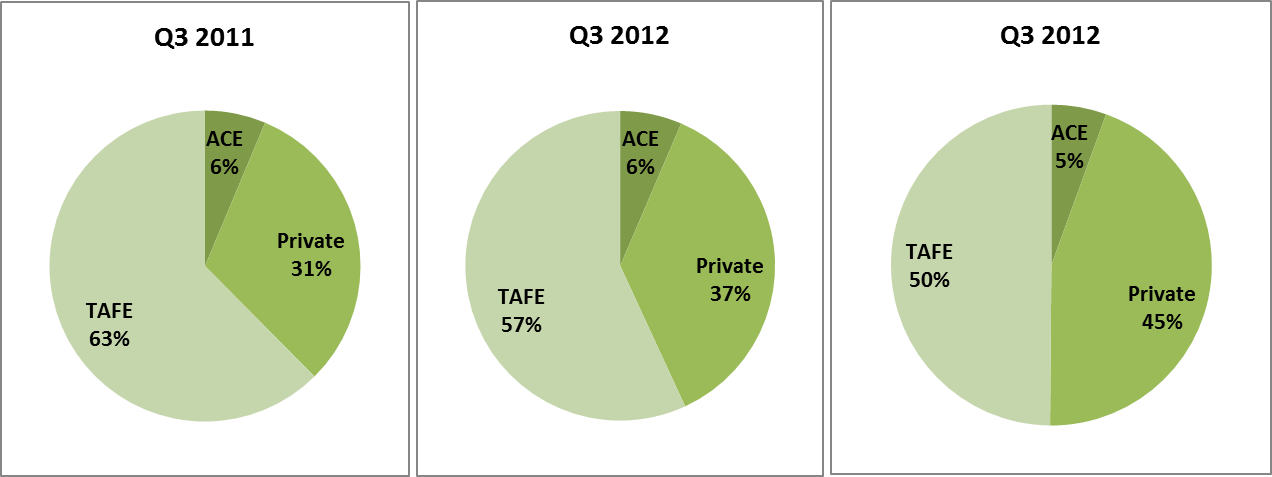 Q3 2011
ACE
6%
Private
31%
TAFE
63%
Q3 2012
ACE
6%
Private
37%
TAFE
57%
Q3 2012
ACE
5%
TAFE
50%
Private
45%